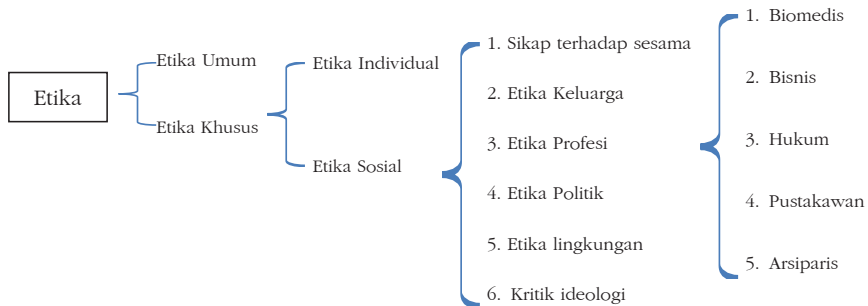 Etika
Etika Umum
Etika Khusus
Etika Individual
Etika Sosial
1. Sikap terhadap sesama
2. Etika Keluarga
3. Etika Profesi
4. Etika Politik
5. Etika lingkungan
6. Kritik ideologi
1. Biomedis
2. Bisnis
3. Hukum
4. Pustakawan
5. Arsiparis